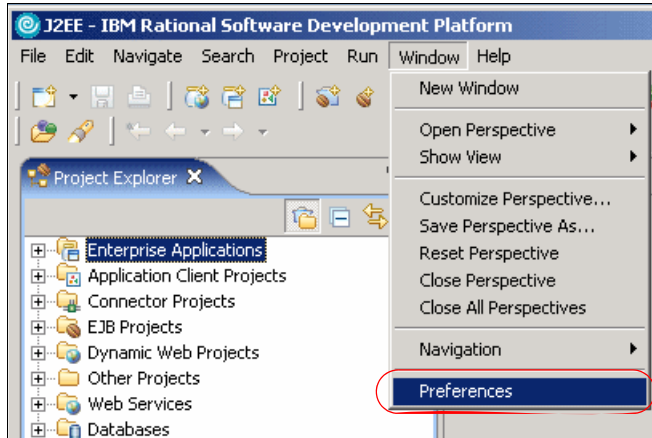 J2EE - IBM Rational Software Development Platform
File Edit Navigate Search Project Run Window Help
New Window
Open Perspective
Show View
Customize Perspective...
Save Perspective As...
Reset Perspective
Close Perspective
Close All Perspectives
Navigation
Preferences
Project Explorer
Enterprise Applications
Application Client Projects
Connector Projects
EJB Projects
Dynamic Web Projects
Other Projects
Web Services
Databases